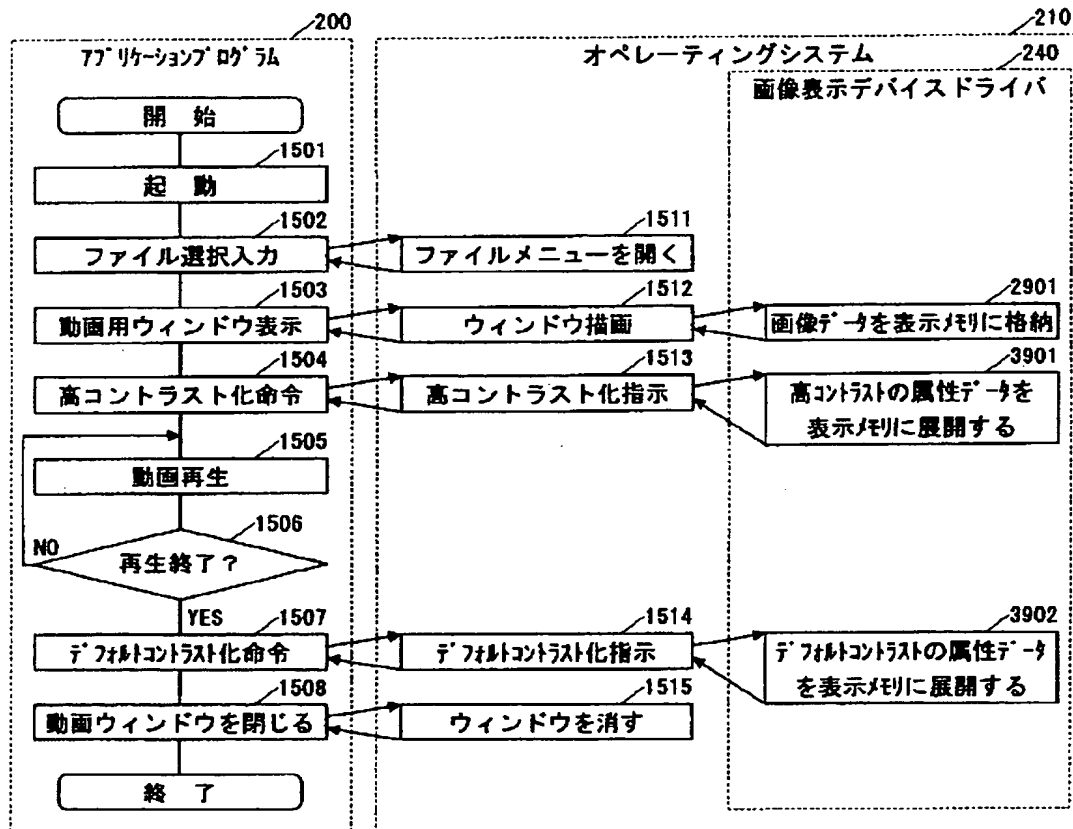 200
210
アプリケーションプログラム
オペレーティングシステム
240
画像表示デバイスドライバ
開 始
1501
起 動
1502
1511
ファイル選択入力
ファイルメニューを開く
1503
1512
2901
動画用ウィンドウ表示
ウィンドウ描画
画像データを表示メモリに格納
1504
1513
3901
高コントラスト化命令
高コントラスト化指示
高コントラストの属性データを
表示メモリに展開する
1505
動画再生
1506
NO
再生終了?
YES
1507
1514
3902
デフォルトコントラスト化命令
デフォルトコントラスト化指示
デフォルトコントラストの属性データ
を表示メモリに展開する
1508
1515
動画ウィンドウを閉じる
ウィンドウを消す
終 了